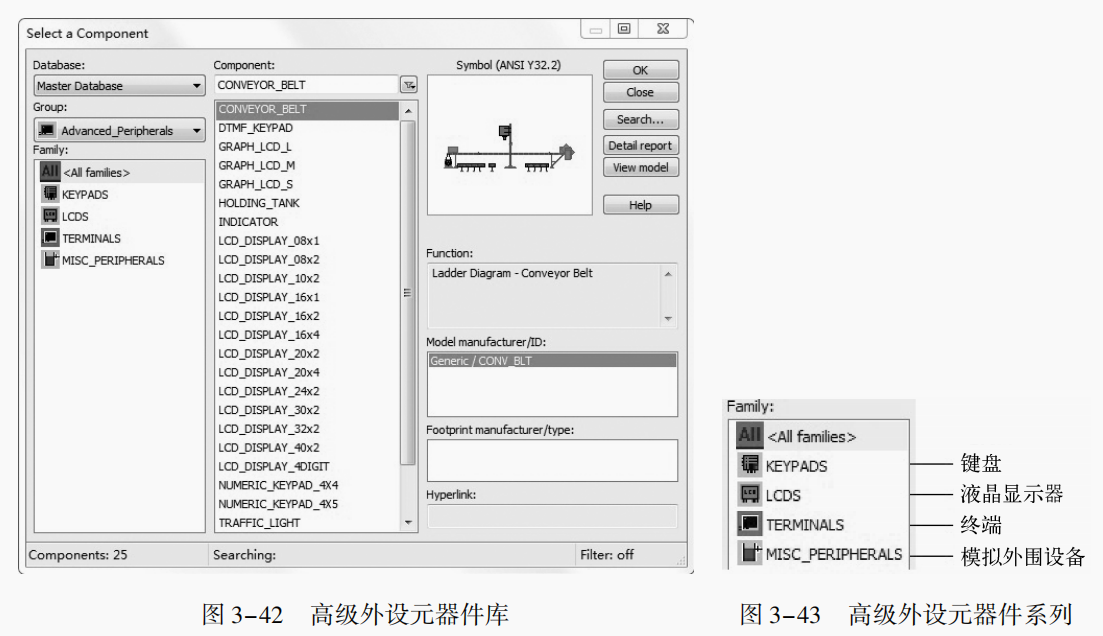 Select a Component
Database:
Master Database
Group:
Advanced_Peripherals
Family:
All <All families>
KEYPADS
LCDS
TERMINALS
MISC_PERIPHERALS
Component:
CONVEYOR_BELT
CONVEYOR_BELT
DTMF_KEYPAD
GRAPH_LCD_L
GRAPH_LCD_M
GRAPH_LCD_S
HOLDING_TANK
INDICATOR
LCD_DISPLAY_08x1
LCD_DISPLAY_08x2
LCD_DISPLAY_10x2
LCD_DISPLAY_16x1
LCD_DISPLAY_16x2
LCD_DISPLAY_16x4
LCD_DISPLAY_20x2
LCD_DISPLAY_20x4
LCD_DISPLAY_24x2
LCD_DISPLAY_30x2
LCD_DISPLAY_32x2
LCD_DISPLAY_40x2
LCD_DISPLAY_4DIGIT
NUMERIC_KEYPAD_4X4
NUMERIC_KEYPAD_4X5
TRAFFIC_LIGHT
Symbol (ANSI Y32.2)
OK
Close
Search...
Detail report
View model
Help
Function:
Ladder Diagram - Conveyor Belt
Model manufacturer/ID:
Generic / CONV_BLT
Footprint manufacturer/type:
Hyperlink:
Components: 25
Searching:
Filter: off
图 3-42 高级外设元器件库
Family:
All <All families>
KEYPADS 键盘
LCDS 液晶显示器
TERMINALS 终端
MISC_PERIPHERALS 模拟外围设备
图 3-43 高级外设元器件系列